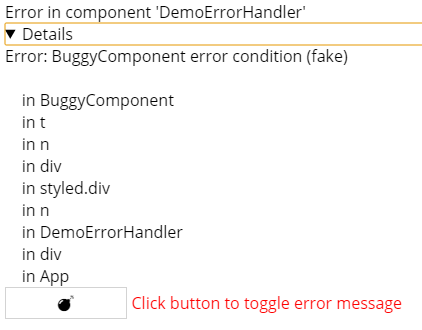 Error in component 'DemoErrorHandler'
▼ Details
Error: BuggyComponent error condition (fake)
in BuggyComponent
in t
in n
in div
in styled.div
in n
in DemoErrorHandler
in div
in App
💣 Click button to toggle error message